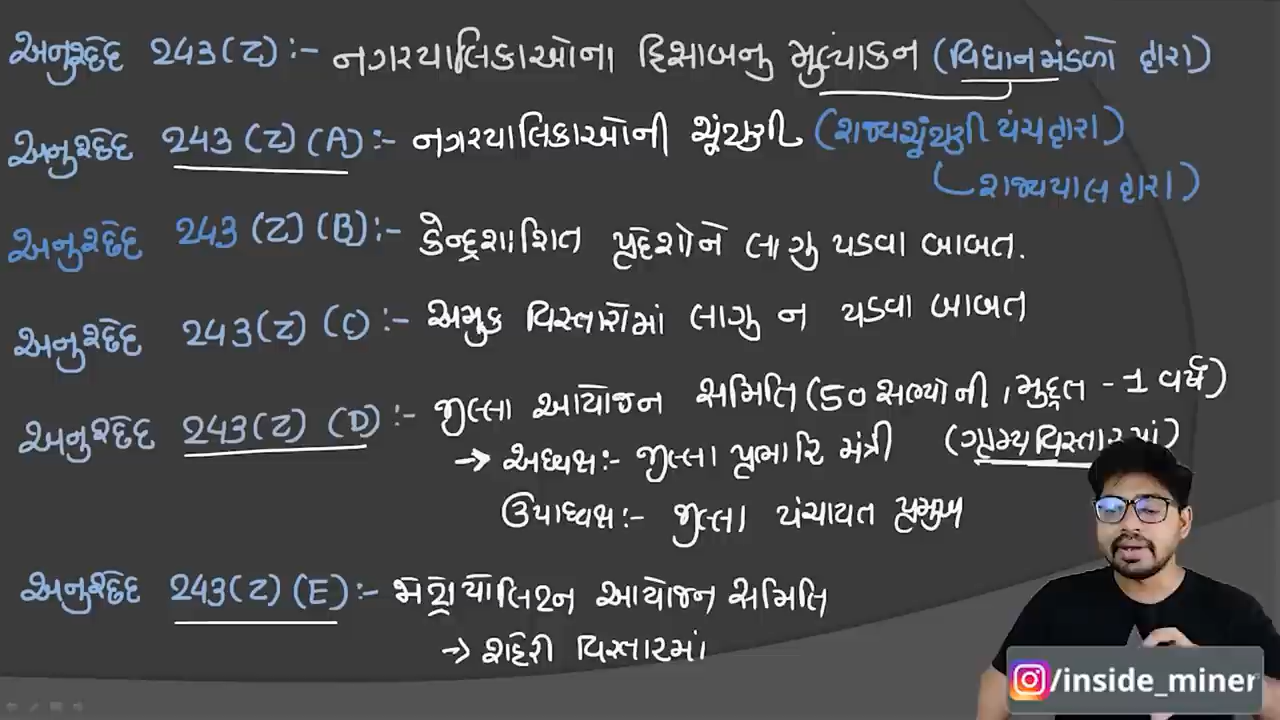 અનુચ્છેદ 243(Z) :- નગરપાલિકાઓના હિસાબનુ મુલ્યાંકન (વિધાનમંડળો દ્વારા)
અનુચ્છેદ 243(Z)(A) :- નગરપાલિકાઓની ચૂંટણી (રાજ્યચૂંટણી પંચ દ્વારા)
રાજ્યપાલ દ્વારા)
અનુચ્છેદ 243(Z)(B) :- કેન્દ્રશાશિત પ્રદેશોને લાગુ પડવા બાબત.
અનુચ્છેદ 243(Z)(C) :- અમુક વિસ્તારોમાં લાગુ ન પડવા બાબત
અનુચ્છેદ 243(Z)(D) :- જીલ્લા આયોજન સમિતિ (50 સભ્યોની, મુદ્દત - 1 વર્ષ)
→ અધ્યક્ષ :- જીલ્લા પ્રભારિ મંત્રી (ગ્રામ્ય વિસ્તારમાં)
ઉપાધ્યક્ષ :- જીલ્લા પંચાયત પ્રમુખ
અનુચ્છેદ 243(Z)(E) :- મેટ્રોપોલિટન આયોજન સમિતિ
→ શહેરી વિસ્તારમાં
/inside_miner